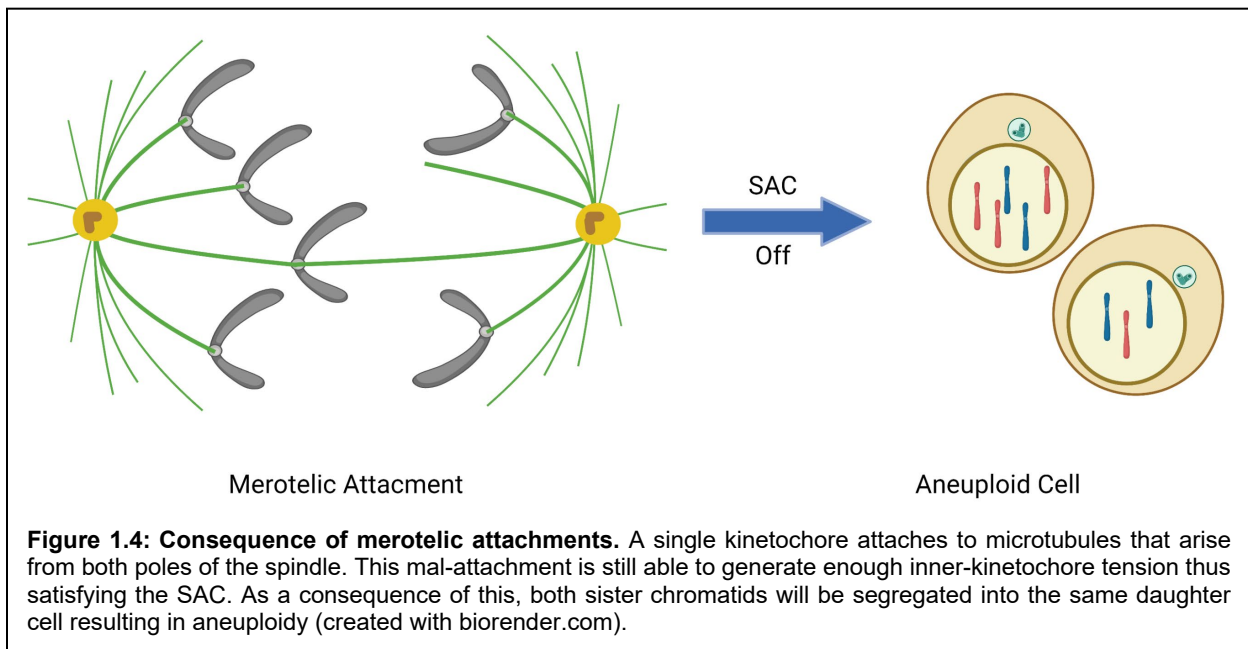 SAC
Off
Merotelic Attacment
Aneuploid Cell
Figure 1.4: Consequence of merotelic attachments. A single kinetochore attaches to microtubules that arise
from both poles of the spindle. This mal-attachment is still able to generate enough inner-kinetochore tension thus
satisfying the SAC. As a consequence of this, both sister chromatids will be segregated into the same daughter
cell resulting in aneuploidy (created with biorender.com).